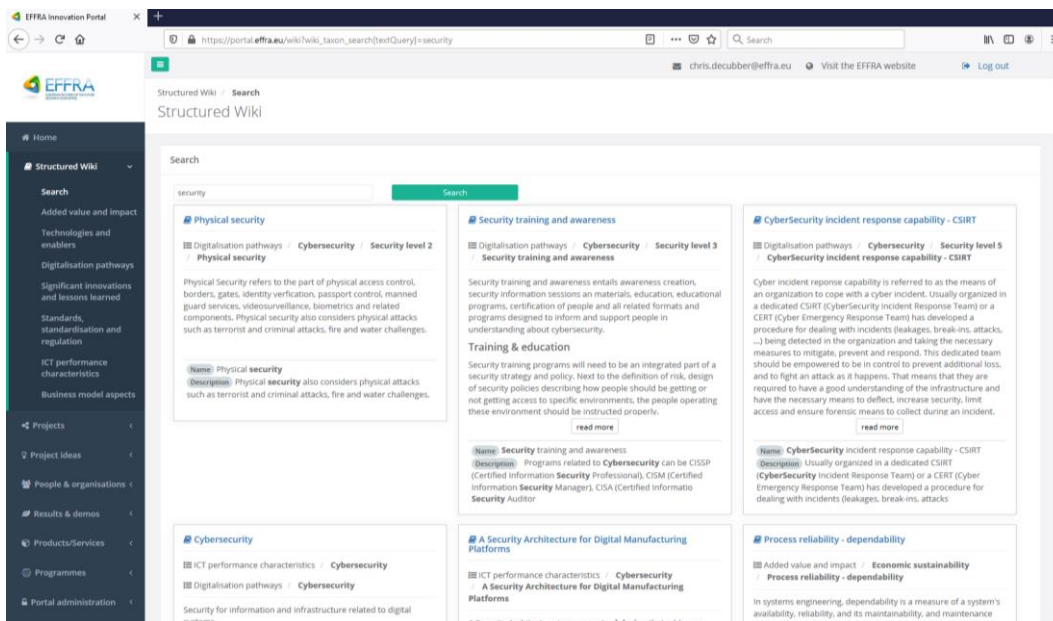 EFFRA Innovation Portal
https://portal.effra.eu/wiki?wiki_taxon_search[textQuery]=security
Search
EFFRA
chris.decubber@effra.eu
Visit the EFFRA website
Log out
Structured Wiki / Search
Structured Wiki
Home
Structured Wiki
Search
Added value and impact
Technologies and
enablers
Digitalisation pathways
Significant innovations
and lessons learned
Standards,
standardisation and
regulation
ICT performance
characteristics
Business model aspects
Projects
Project ideas
People & organisations
Results & demos
Products/Services
Programmes
Portal administration
Search
security
Search
Physical security
Digitalisation pathways / Cybersecurity / Security level 2
/ Physical security
Physical Security refers to the part of physical access control,
borders, gates, identity verfication, passport control, manned
guard services, videosurveillance, biometrics and related
components. Physical security also considers physical attacks
such as terrorist and criminal attacks, fire and water challenges.
Name Physical security
Description Physical security also considers physical attacks
such as terrorist and criminal attacks, fire and water challenges.
Security training and awareness
Digitalisation pathways / Cybersecurity / Security level 3
/ Security training and awareness
Security training and awareness entails awareness creation,
security information sessions an materials, education, educational
programs, certification of people and all related formats and
programs designed to inform and support people in
understanding about cybersecurity.
Training & education
Security training programs will need to be an integrated part of a
security strategy and policy. Next to the definition of risk, design
of security policies describing how people should be getting or
not getting access to specific environments, the people operating
these environment should be instructed properly.
read more
Name Security training and awareness
Description Programs related to Cybersecurity can be CISSP
(Certified Information Security Professional), CISM (Certified
Information Security Manager), CISA (Certified Informatio
Security Auditor
CyberSecurity incident response capability - CSIRT
Digitalisation pathways / Cybersecurity / Security level 5
/ CyberSecurity incident response capability - CSIRT
Cyber incident reponse capability is referred to as the means of
an organization to cope with a cyber incident. Usually organized in
a dedicated CSIRT (CyberSecurity Incident Response Team) or a
CERT (Cyber Emergency Response Team) has developed a
procedure for dealing with incidents (leakages, break-ins, attacks,
...) being detected in the organization and taking the necessary
measures to mitigate, prevent and respond. This dedicated team
should be empowered to be in control to prevent additional loss,
and to fight an attack as it happens. That means that they are
required to have a good understanding of the infrastructure and
have the necessary means to deflect, increase security, limit
access and ensure forensic means to collect during an incident.
read more
Name CyberSecurity incident response capability - CSIRT
Description Usually organized in a dedicated CSIRT
(CyberSecurity Incident Response Team) or a CERT (Cyber
Emergency Response Team) has developed a procedure for
dealing with incidents (leakages, break-ins, attacks
Cybersecurity
ICT performance characteristics / Cybersecurity
Digitalisation pathways / Cybersecurity
Security for information and infrastructure related to digital
A Security Architecture for Digital Manufacturing
Platforms
ICT performance characteristics / Cybersecurity
/ A Security Architecture for Digital Manufacturing
Platforms
Process reliability - dependability
Added value and impact / Economic sustainability
/ Process reliability - dependability
In systems engineering, dependability is a measure of a system's
availability, reliability, and its maintainability, and maintenance